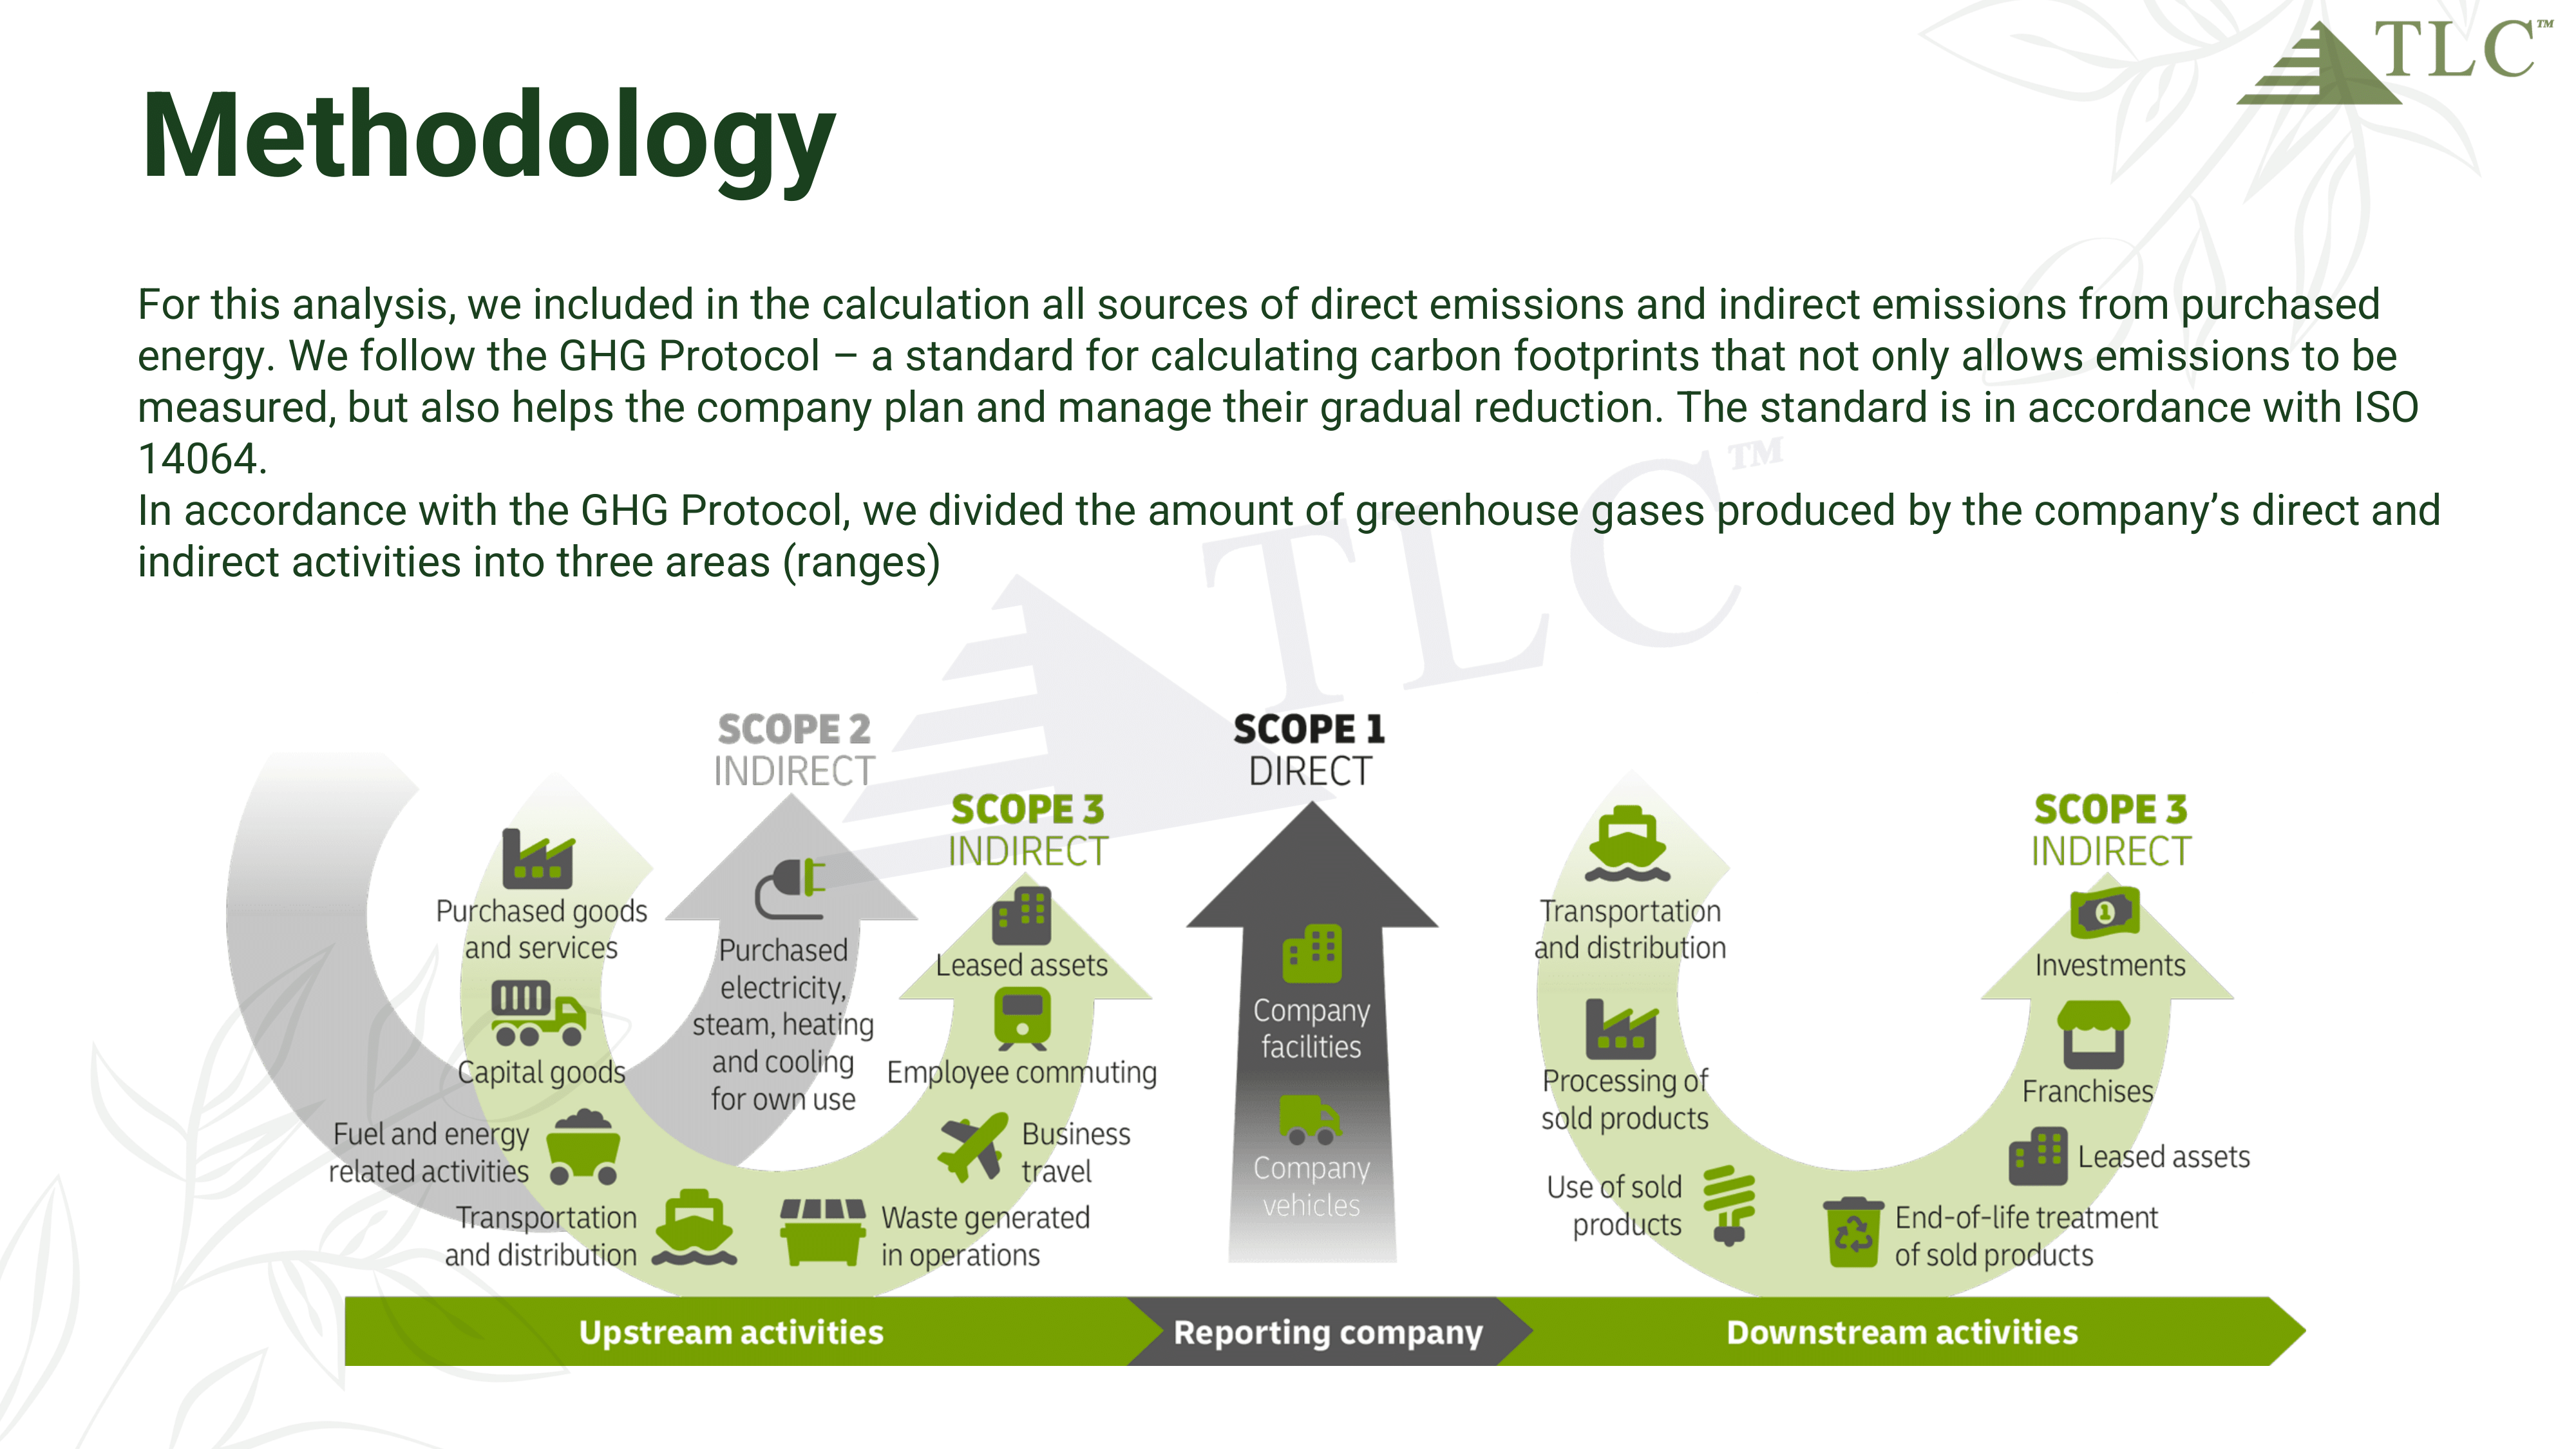 TLC™
Methodology
For this analysis, we included in the calculation all sources of direct emissions and indirect emissions from purchased
energy. We follow the GHG Protocol – a standard for calculating carbon footprints that not only allows emissions to be
measured, but also helps the company plan and manage their gradual reduction. The standard is in accordance with ISO
14064.
In accordance with the GHG Protocol, we divided the amount of greenhouse gases produced by the company’s direct and
indirect activities into three areas (ranges)
TLC™
SCOPE 2
INDIRECT
SCOPE 1
DIRECT
SCOPE 3
INDIRECT
SCOPE 3
INDIRECT
Purchased goods
and services
Capital goods
Fuel and energy
related activities
Transportation
and distribution
Purchased
electricity,
steam, heating
and cooling
for own use
Leased assets
Employee commuting
Business
travel
Waste generated
in operations
Company
facilities
Company
vehicles
Transportation
and distribution
Processing of
sold products
Use of sold
products
1
Investments
Franchises
Leased assets
End-of-life treatment
of sold products
Upstream activities
Reporting company
Downstream activities